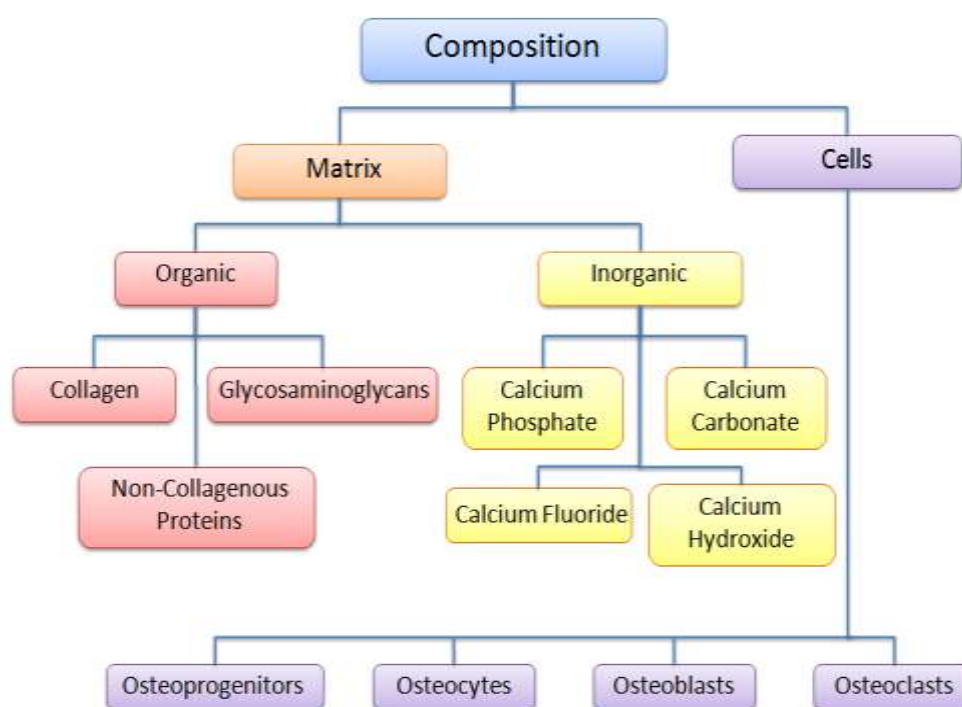 Composition
Matrix
Cells
Organic
Inorganic
Collagen
Glycosaminoglycans
Calcium
Phosphate
Calcium
Carbonate
Non-Collagenous
Proteins
Calcium Fluoride
Calcium
Hydroxide
Osteoprogenitors
Osteocytes
Osteoblasts
Osteoclasts